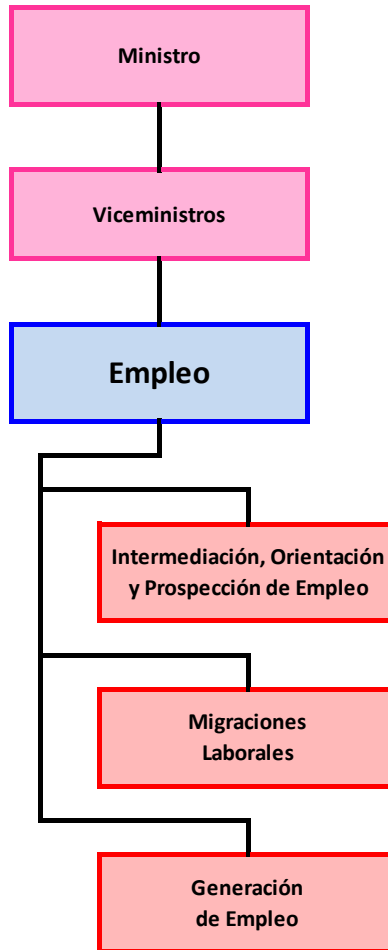 Ministro
Viceministros
Empleo
Intermediación, Orientación
y Prospección de Empleo
Migraciones
Laborales
Generación
de Empleo